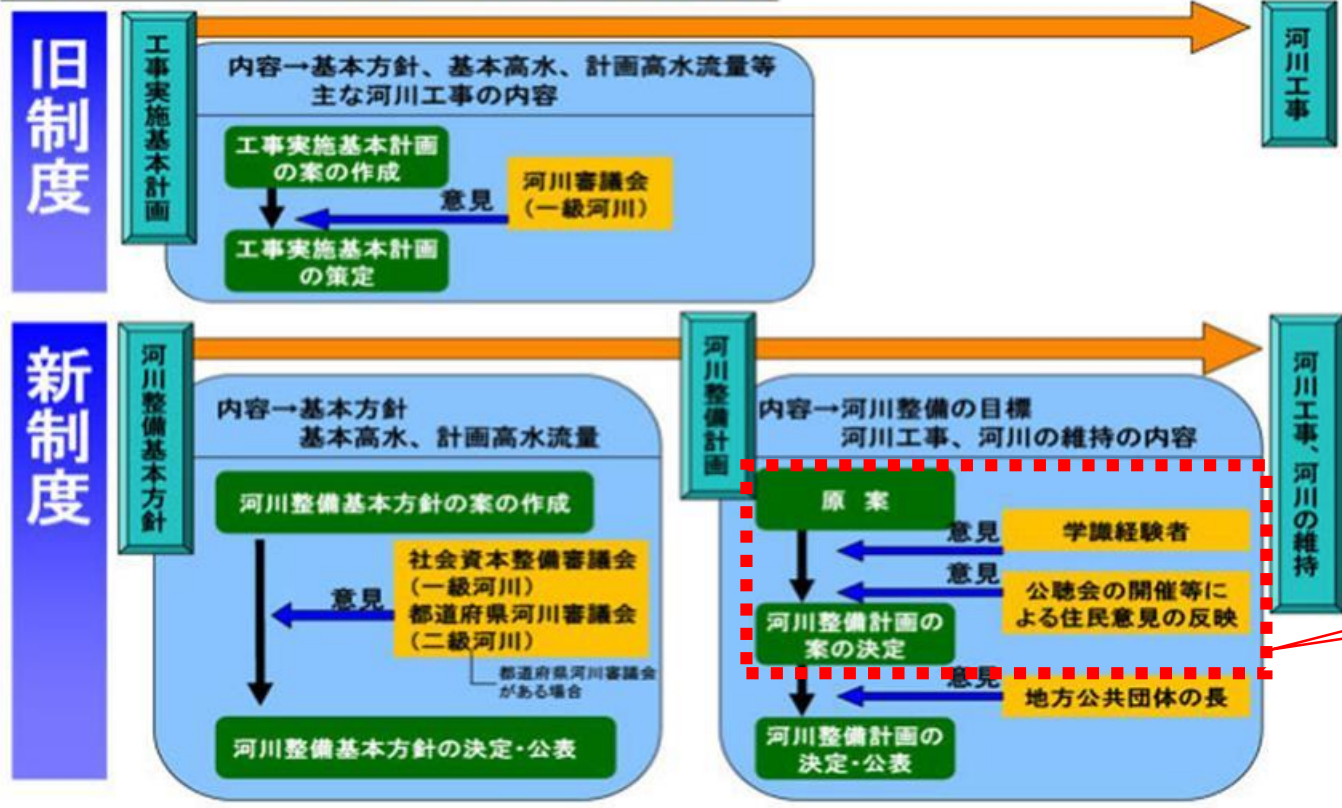 旧制度
工事実施基本計画
内容→基本方針、基本高水、計画高水流量等
主な河川工事の内容
工事実施基本計画
の案の作成
意見
河川審議会
(一級河川)
工事実施基本計画
の策定
河川工事
新制度
河川整備基本方針
内容→基本方針
基本高水、計画高水流量
河川整備基本方針の案の作成
意見
社会資本整備審議会
(一級河川)
都道府県河川審議会
(二級河川)
都道府県河川審議会
がある場合
河川整備基本方針の決定・公表
河川整備計画
内容→河川整備の目標
河川工事、河川の維持の内容
原 案
意見
学識経験者
意見
公聴会の開催等に
よる住民意見の反映
河川整備計画の
案の決定
意見
地方公共団体の長
河川整備計画の
決定・公表
河川工事、河川の維持